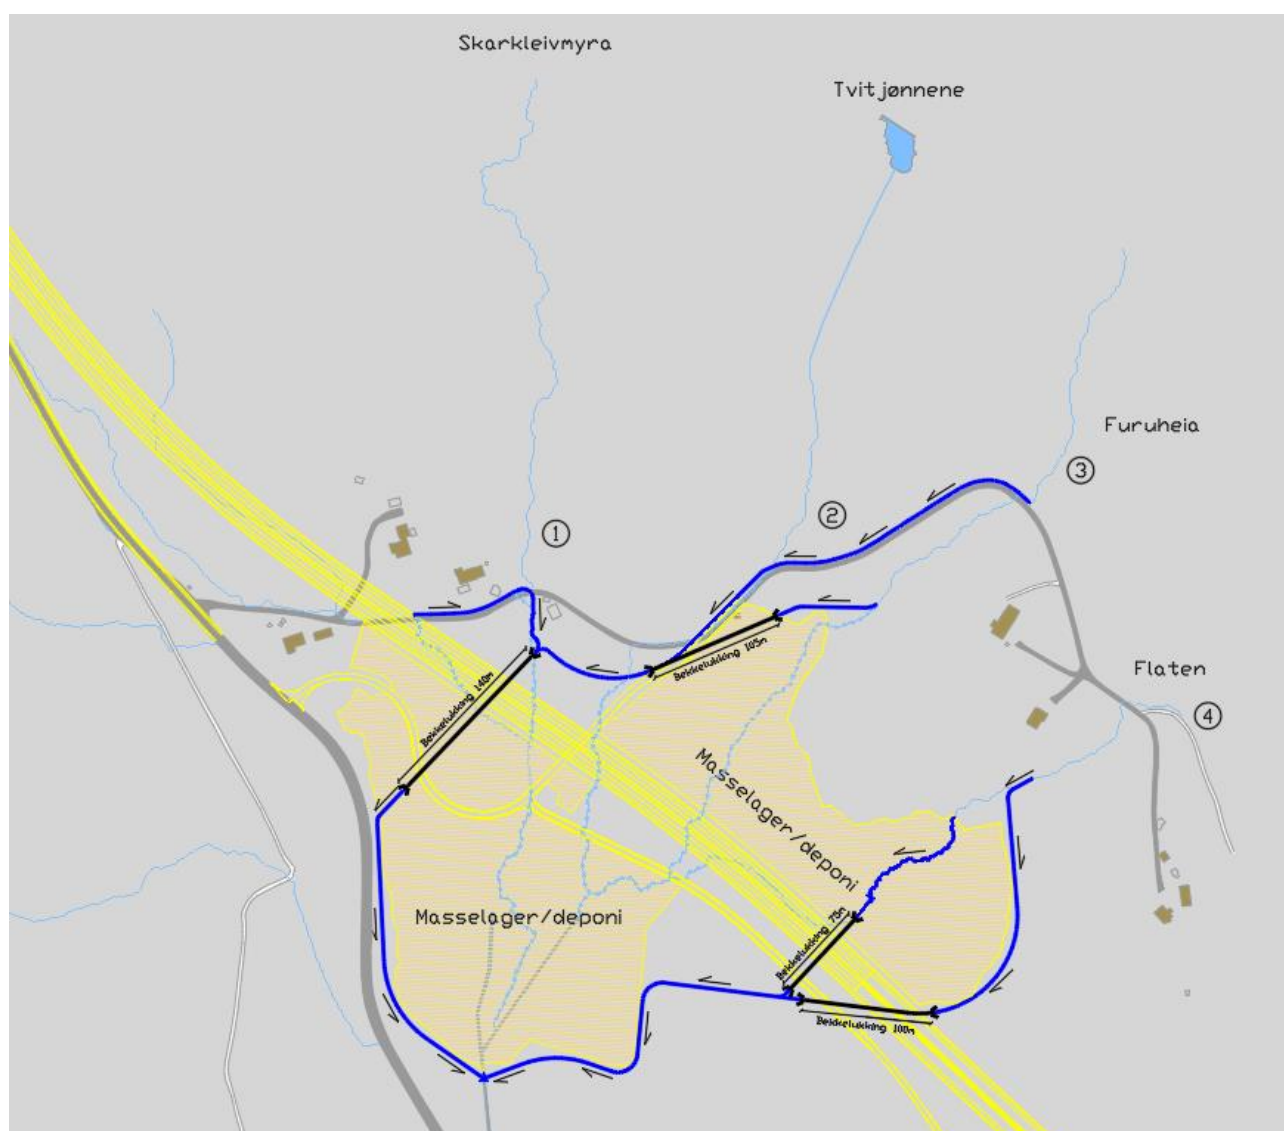 Skarkleivmyra
Tvitjønnene
Furuheia
3
2
1
Bekkelukking 105m
Flaten
4
Bekkelukking 140m
Masselager/deponi
Masselager/deponi
Bekkelukking 75m
Bekkelukking 100m